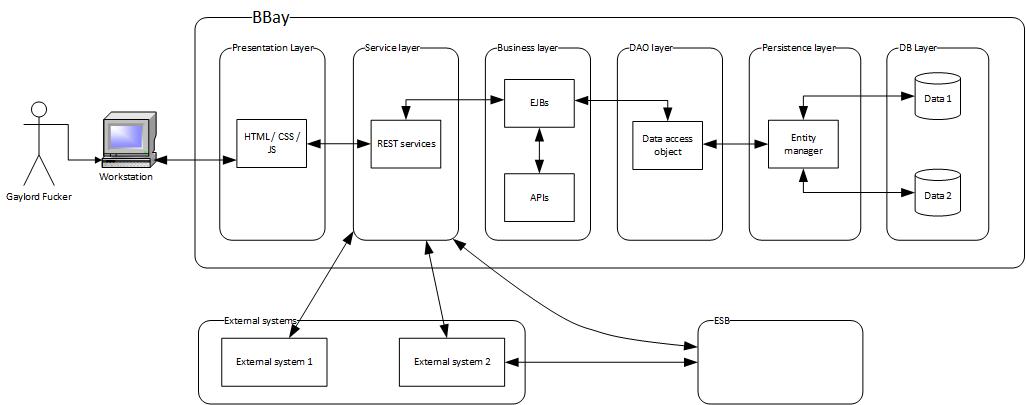 BBay
Presentation Layer
Service layer
Business layer
DAO layer
Persistence layer
DB Layer
HTML / CSS /
JS
REST services
EJBs
APIs
Data access
object
Entity
manager
Data 1
Data 2
Workstation
Gaylord Fucker
External systems
External system 1
External system 2
ESB